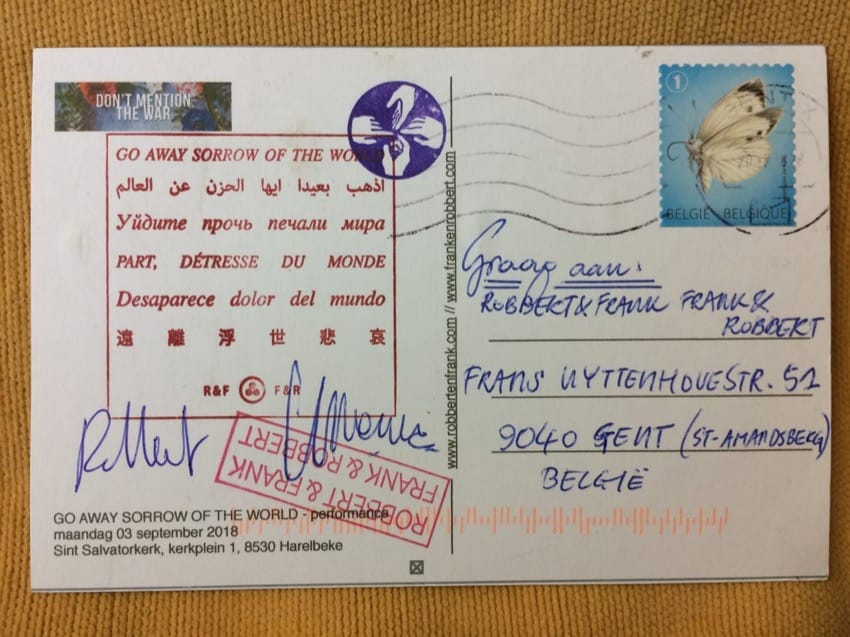 DON'T MENTION
THE WAR
GO AWAY SORROW OF THE WORLD
اذهب بعيدا ايها الحزن عن العالم
Уйдите прочь печали мира
PART, DÉTRESSE DU MONDE
Desaparece dolor del mundo
遠離浮世悲哀
R&F F&R
ROBBERT & FRANK
FRANK & ROBBERT
GO AWAY SORROW OF THE WORLD - performance
maandag 03 september 2018
Sint Salvatorkerk, kerkplein 1, 8530 Harelbeke
www.robbertenfrank.com // www.frankenrobbert.com
1
BELGIË - BELGIQUE
Graag aan:
ROBBERT & FRANK FRANK &
ROBBERT
FRANS UYTTENHOVESTR. 51
9040 GENT (ST-AMANDSBERG)
BELGIË